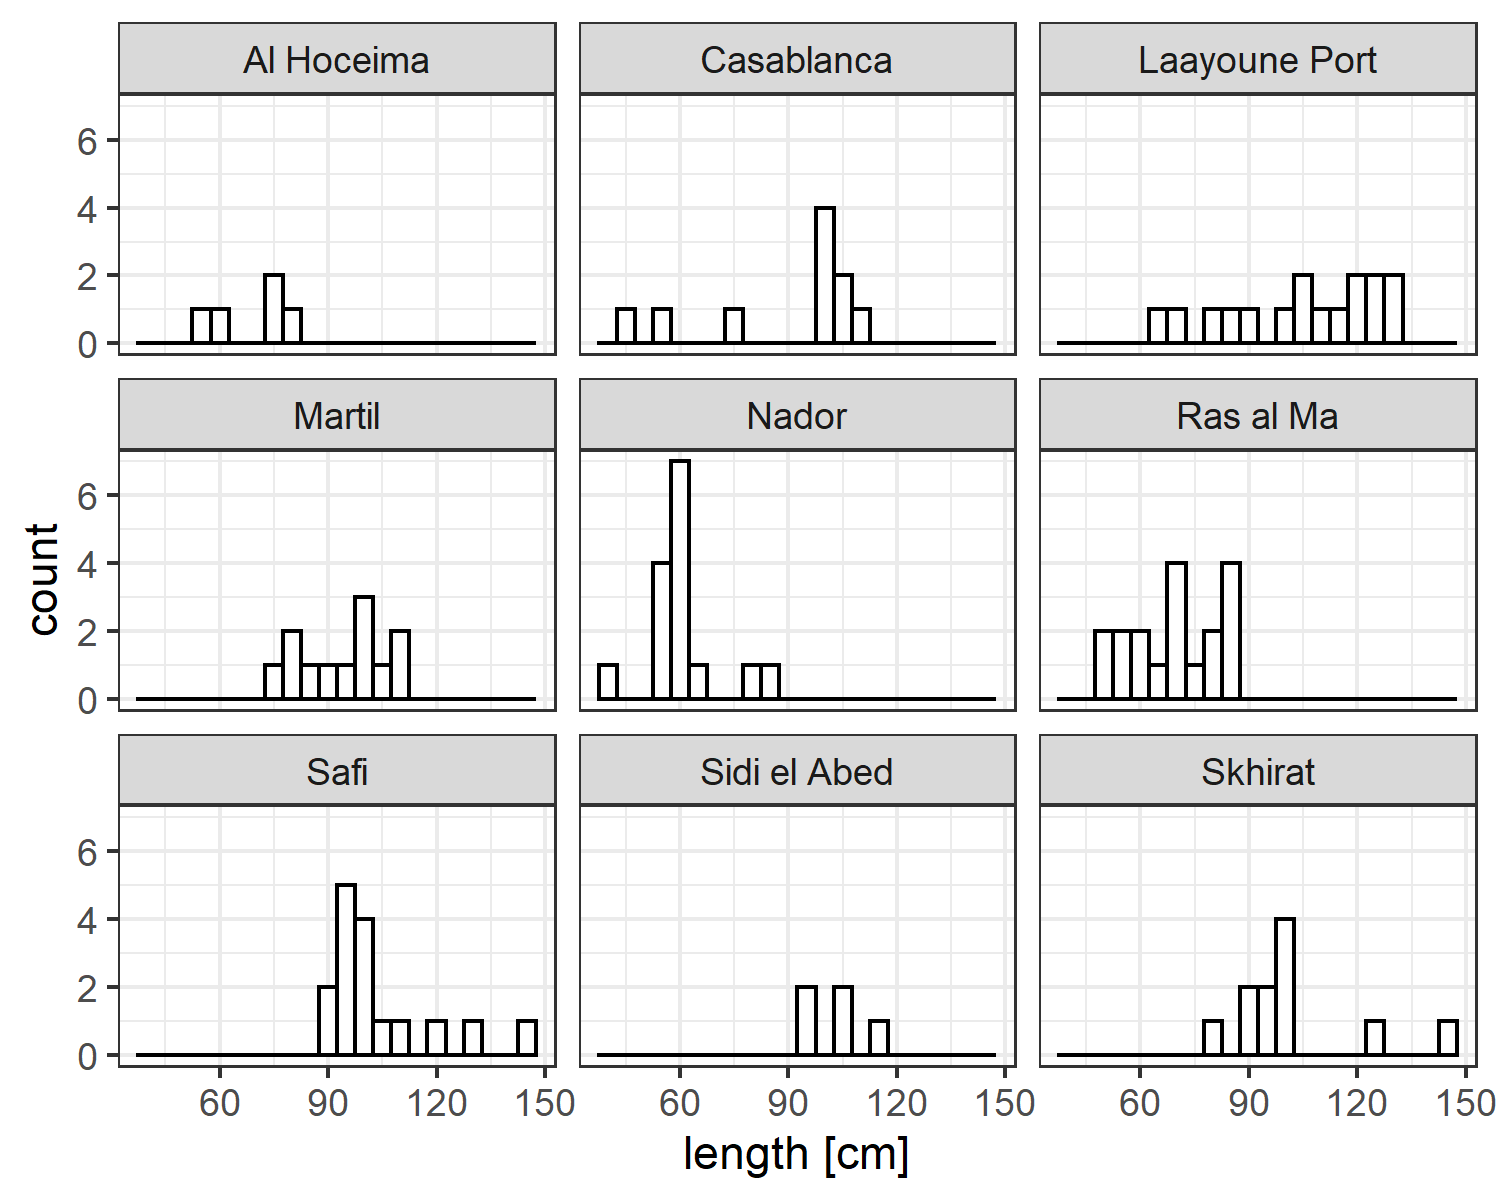 Al Hoceima Casablanca Laayoune Port
6
4
2
0
Martil Nador Ras al Ma
6
4
2
0
count
Safi Sidi el Abed Skhirat
6
4
2
0
60 90 120 150 60 90 120 150 60 90 120 150
length [cm]